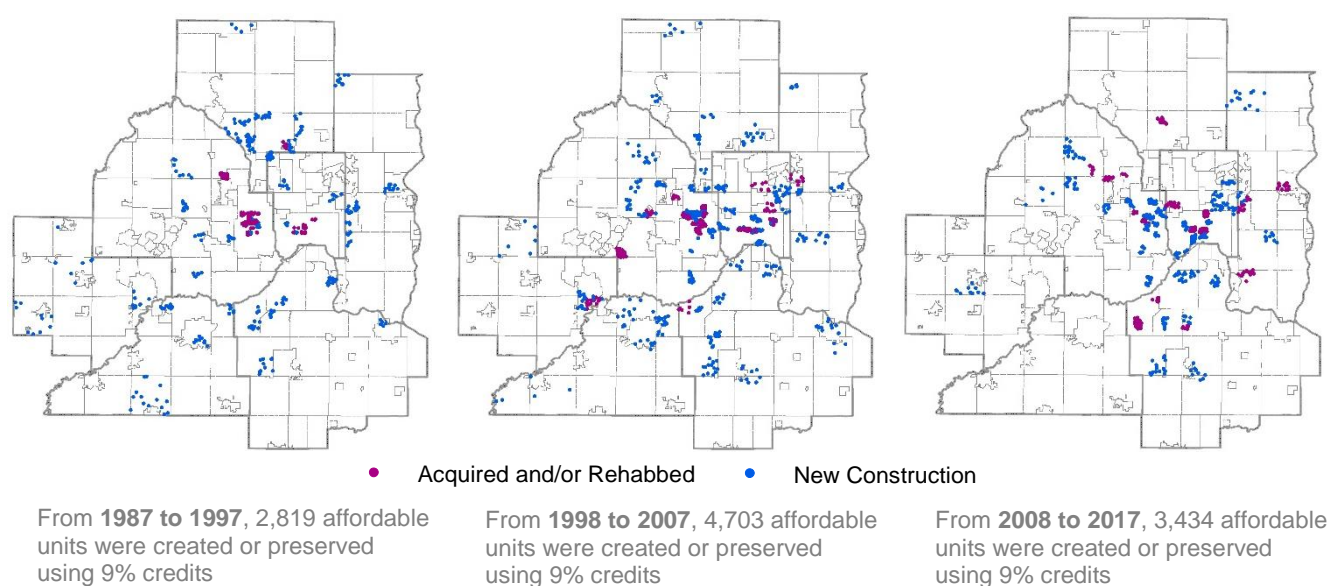 Acquired and/or Rehabbed
New Construction
From 1987 to 1997, 2,819 affordable
units were created or preserved
using 9% credits
From 1998 to 2007, 4,703 affordable
units were created or preserved
using 9% credits
From 2008 to 2017, 3,434 affordable
units were created or preserved
using 9% credits